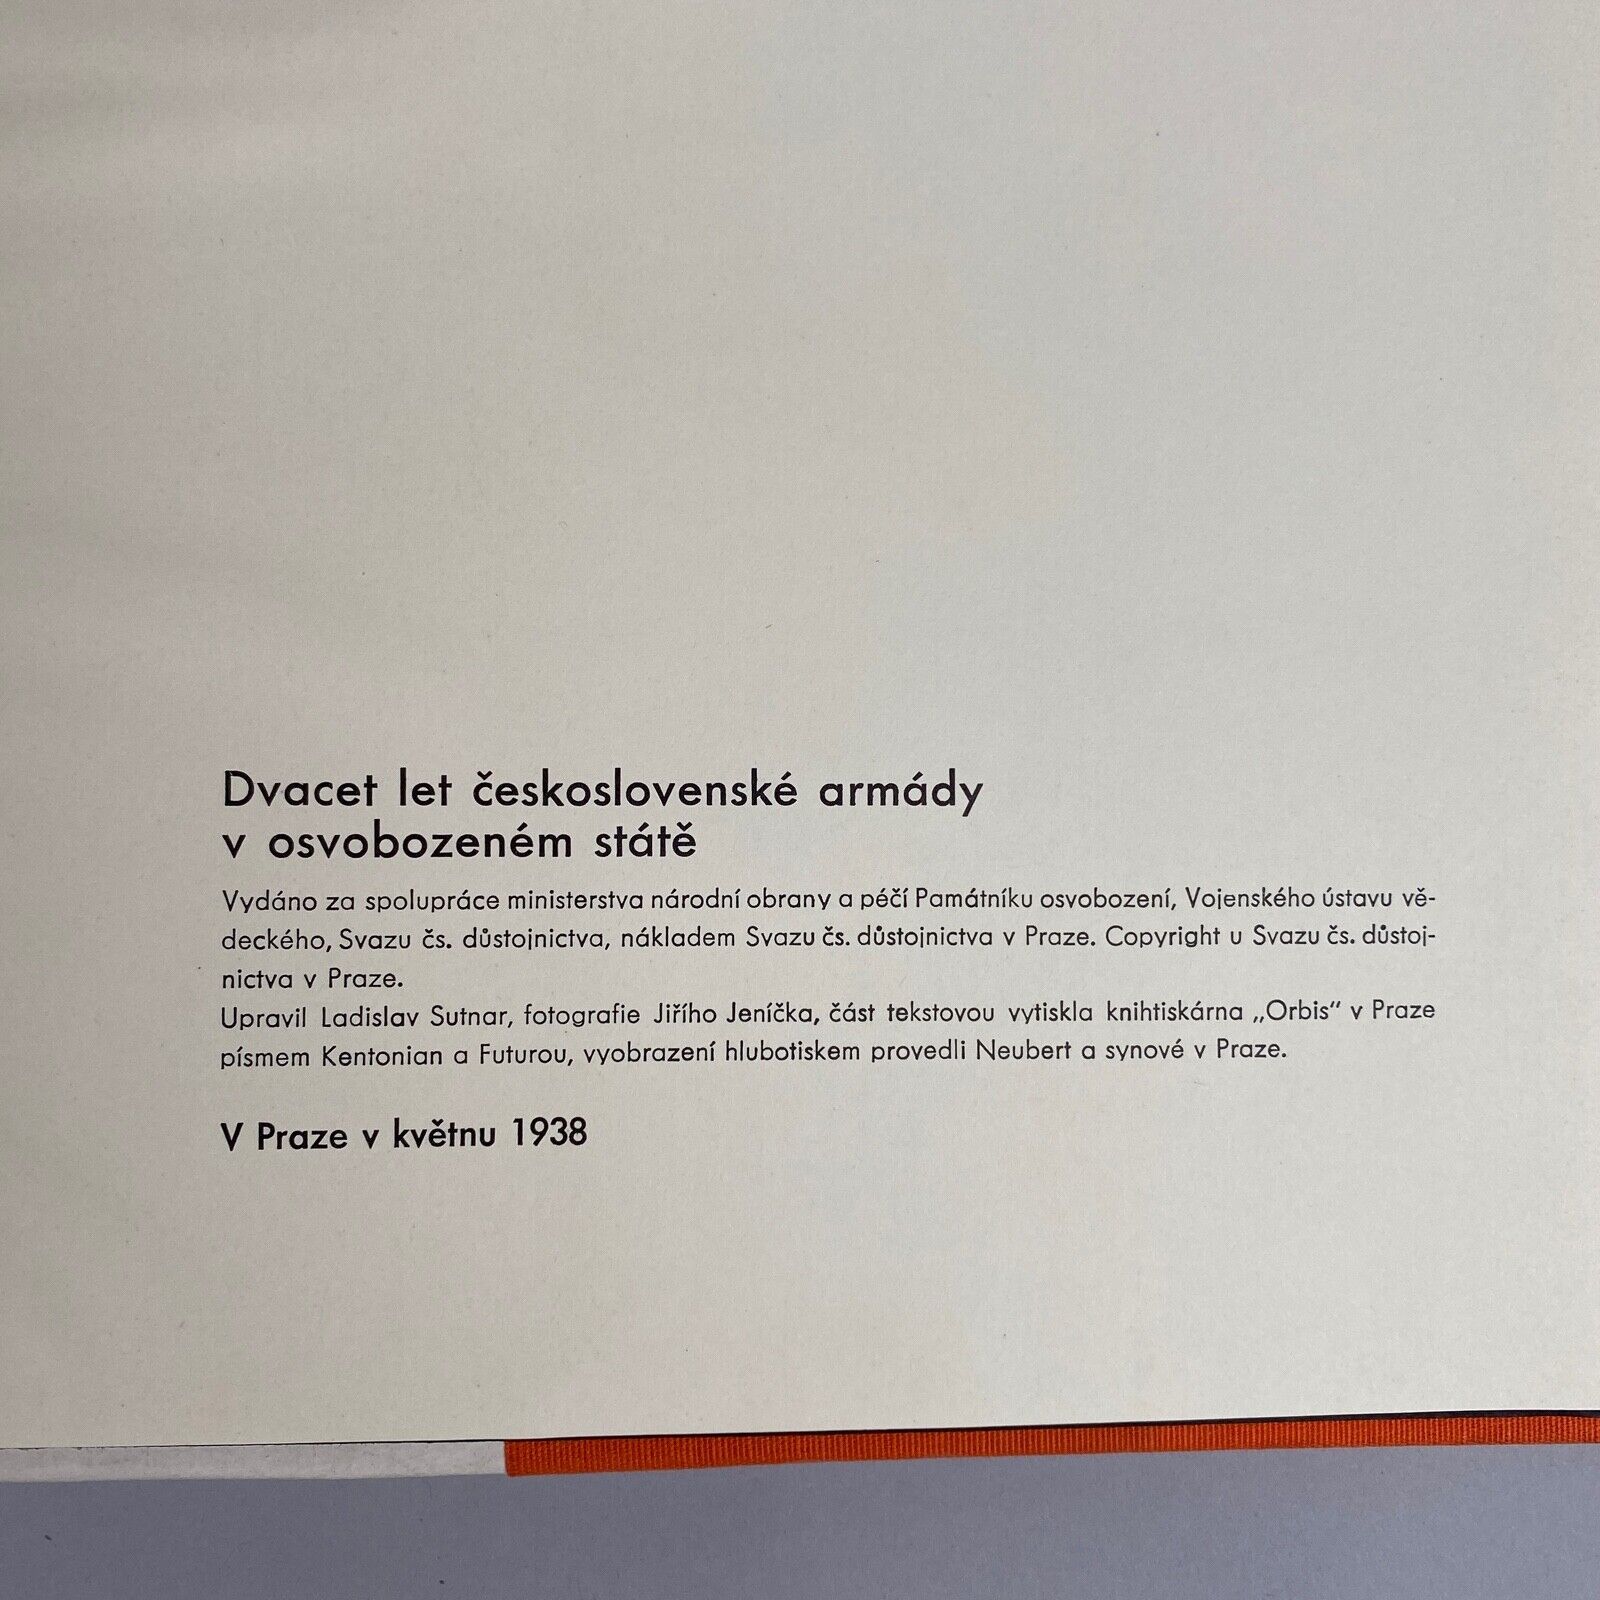 Dvacet let československé armády
v osvobozeném státě
Vydáno za spolupráce ministerstva národní obrany a péčí Památníku osvobození, Vojenského ústavu vě-
deckého, Svazu čs. důstojnictva, nákladem Svazu čs. důstojnictva v Praze. Copyright u Svazu čs. důstoj-
nictva v Praze.
Upravil Ladislav Sutnar, fotografie Jiřího Jeníčka, část tekstovou vytiskla knihtiskárna „Orbis“ v Praze
písmem Kentonian a Futurou, vyobrazení hlubotiskem provedli Neubert a synové v Praze.
V Praze v květnu 1938